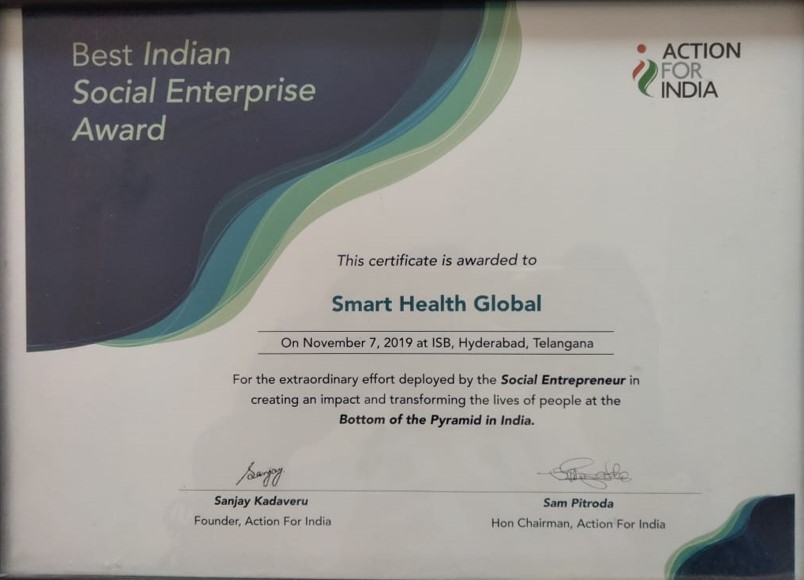 Best Indian
Social Enterprise
Award
ACTION
FOR
INDIA
This certificate is awarded to
Smart Health Global
On November 7, 2019 at ISB, Hyderabad, Telangana
For the extraordinary effort deployed by the Social Entrepreneur in
creating an impact and transforming the lives of people at the
Bottom of the Pyramid in India.
Sanjay
Sanjay Kadaveru
Founder, Action For India
Sam Pitroda
Hon Chairman, Action For India